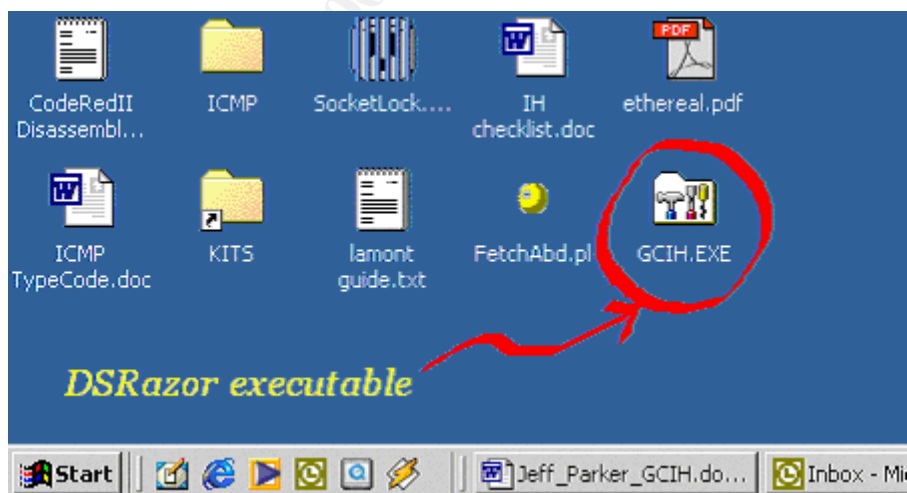 PDF
CodeRedII
Disassembl...
ICMP
SocketLock....
IH
checklist.doc
ethereal.pdf
ICMP
TypeCode.doc
KITS
lamont
guide.txt
FetchAbd.pl
GCIH.EXE
DSRazor executable
Start
Jeff_Parker_GCIH.do...
Inbox - Mi